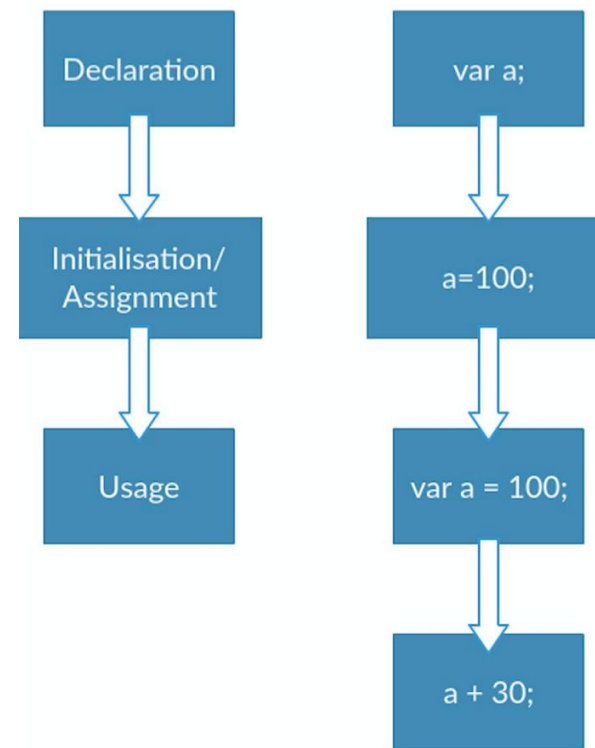 Declaration
Initialisation/
Assignment
Usage
var a;
a=100;
var a = 100;
a + 30;